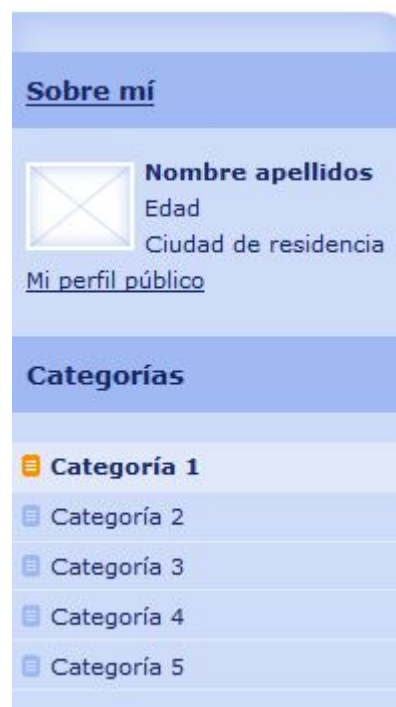 Sobre mí
Nombre apellidos
Edad
Ciudad de residencia
Mi perfil público
Categorías
Categoría 1
Categoría 2
Categoría 3
Categoría 4
Categoría 5